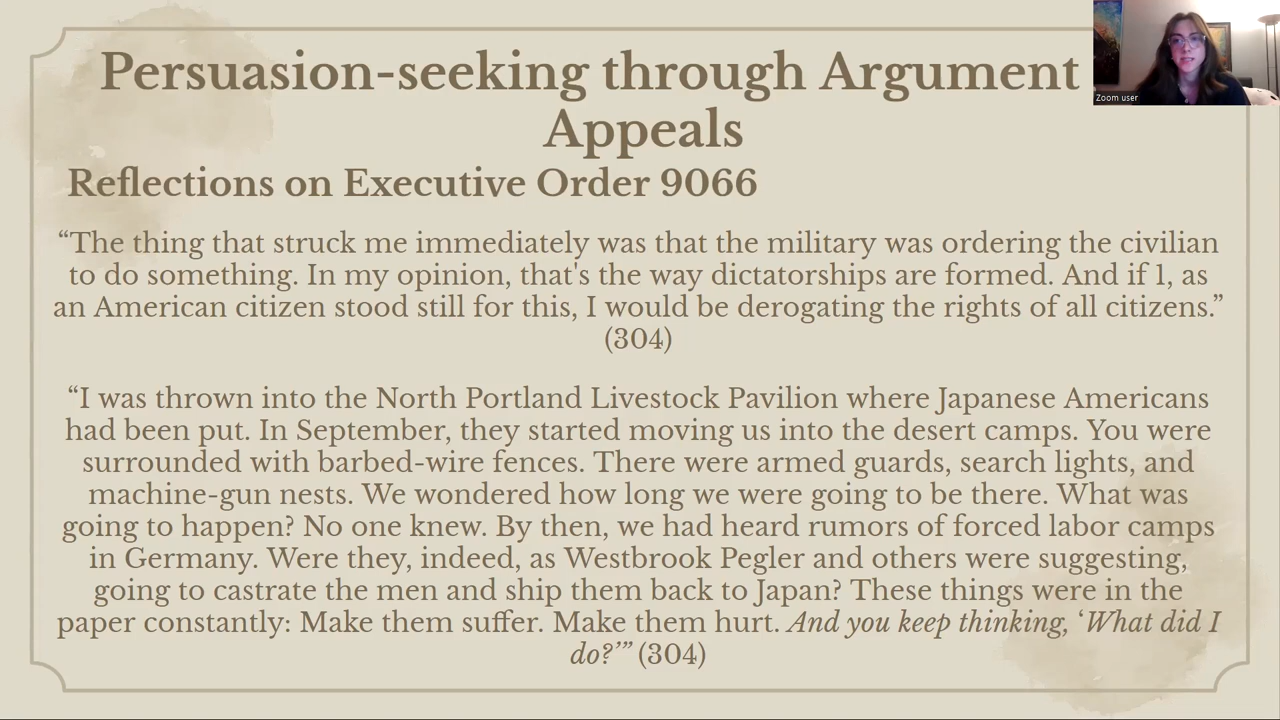 Persuasion-seeking through Argument
Appeals
Zoom user
Reflections on Executive Order 9066
“The thing that struck me immediately was that the military was ordering the civilian
to do something. In my opinion, that's the way dictatorships are formed. And if 1, as
an American citizen stood still for this, I would be derogating the rights of all citizens.”
(304)
“I was thrown into the North Portland Livestock Pavilion where Japanese Americans
had been put. In September, they started moving us into the desert camps. You were
surrounded with barbed-wire fences. There were armed guards, search lights, and
machine-gun nests. We wondered how long we were going to be there. What was
going to happen? No one knew. By then, we had heard rumors of forced labor camps
in Germany. Were they, indeed, as Westbrook Pegler and others were suggesting,
going to castrate the men and ship them back to Japan? These things were in the
paper constantly: Make them suffer. Make them hurt. And you keep thinking, ‘What did I
do?’” (304)